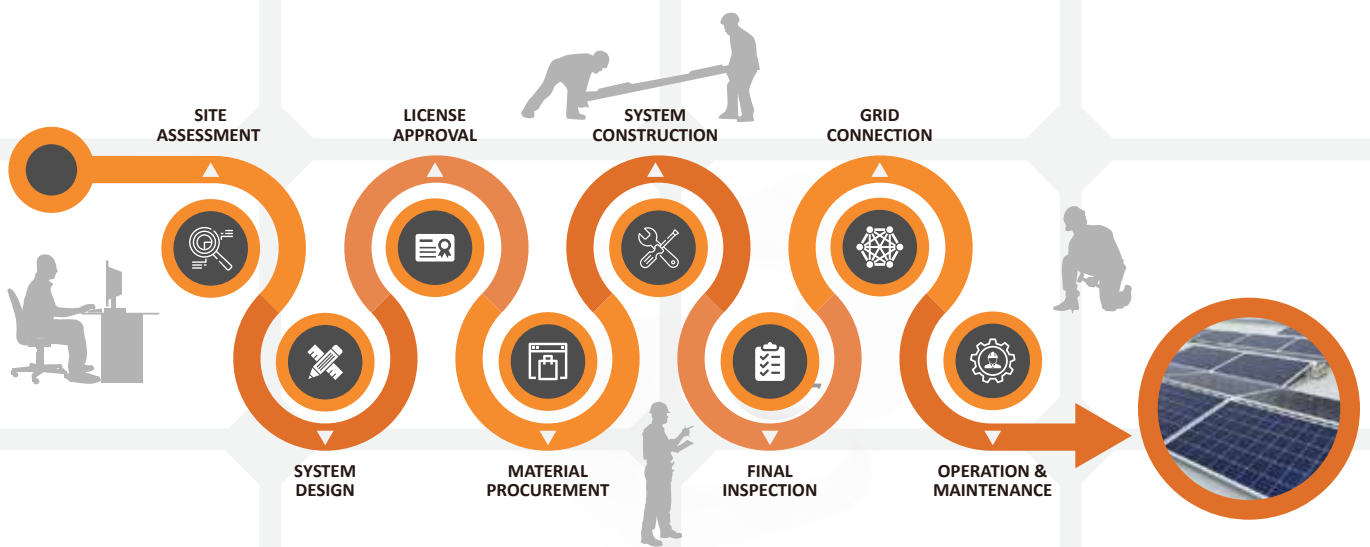 SITE
ASSESSMENT
SYSTEM
DESIGN
LICENSE
APPROVAL
MATERIAL
PROCUREMENT
SYSTEM
CONSTRUCTION
FINAL
INSPECTION
GRID
CONNECTION
OPERATION &
MAINTENANCE